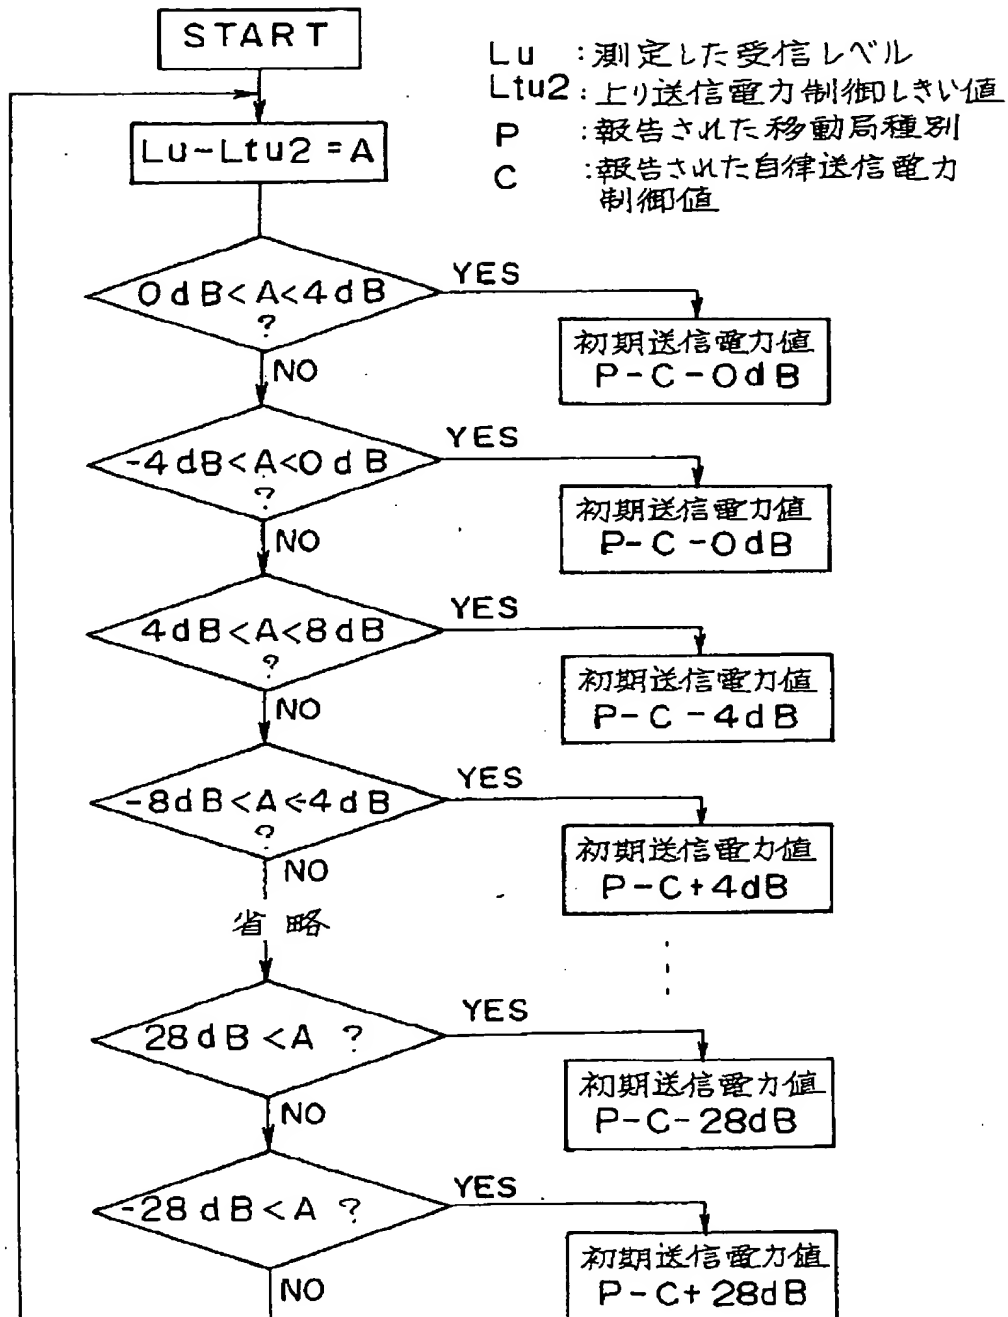 START
Lu :測定した受信レベル
Ltu2:上り送信電力制御しきい値
P :報告された移動局種別
C :報告された自律送信電力
制御値
Lu-Ltu2=A
0dB<A<4dB
?
YES
初期送信電力値
P-C-0dB
NO
-4dB<A<0dB
?
YES
初期送信電力値
P-C-0dB
NO
4dB<A<8dB
?
YES
初期送信電力値
P-C-4dB
NO
-8dB<A<-4dB
?
YES
初期送信電力値
P-C+4dB
NO
省略
28dB<A ?
YES
初期送信電力値
P-C-28dB
NO
-28dB<A ?
YES
初期送信電力値
P-C+28dB
NO